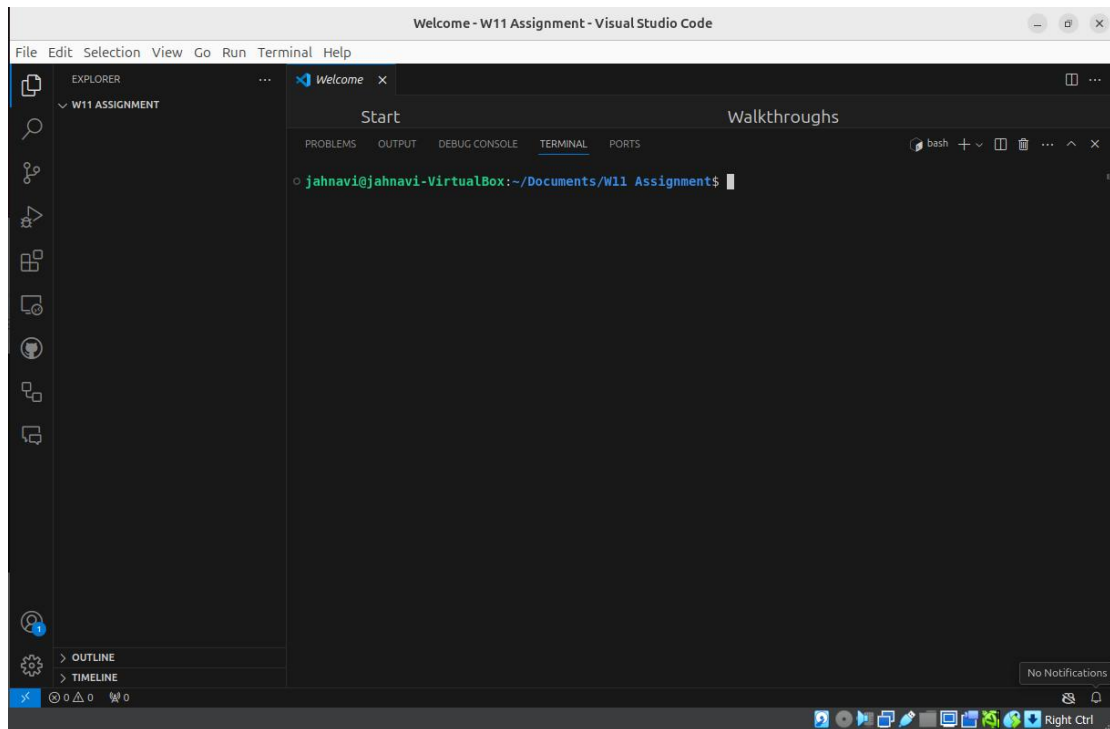 Welcome - W11 Assignment - Visual Studio Code
File Edit Selection View Go Run Terminal Help
EXPLORER
W11 ASSIGNMENT
Welcome
Start
Walkthroughs
PROBLEMS OUTPUT DEBUG CONSOLE TERMINAL PORTS
bash
jahnavi@jahnavi-VirtualBox:~/Documents/W11 Assignment$
1
OUTLINE
TIMELINE
No Notifications
0 0 0
Right Ctrl